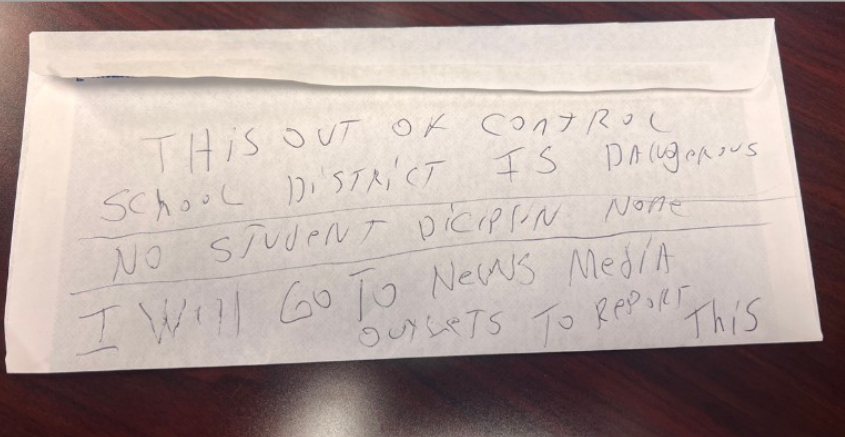 THiS OUT OF CONTROL
SCHOOL DiSTRiCT IS DANgeROUS
NO STUDENT DiCiPliN NONe
I Will GO TO NeWS MediA
OUTLETS TO RePORT THiS